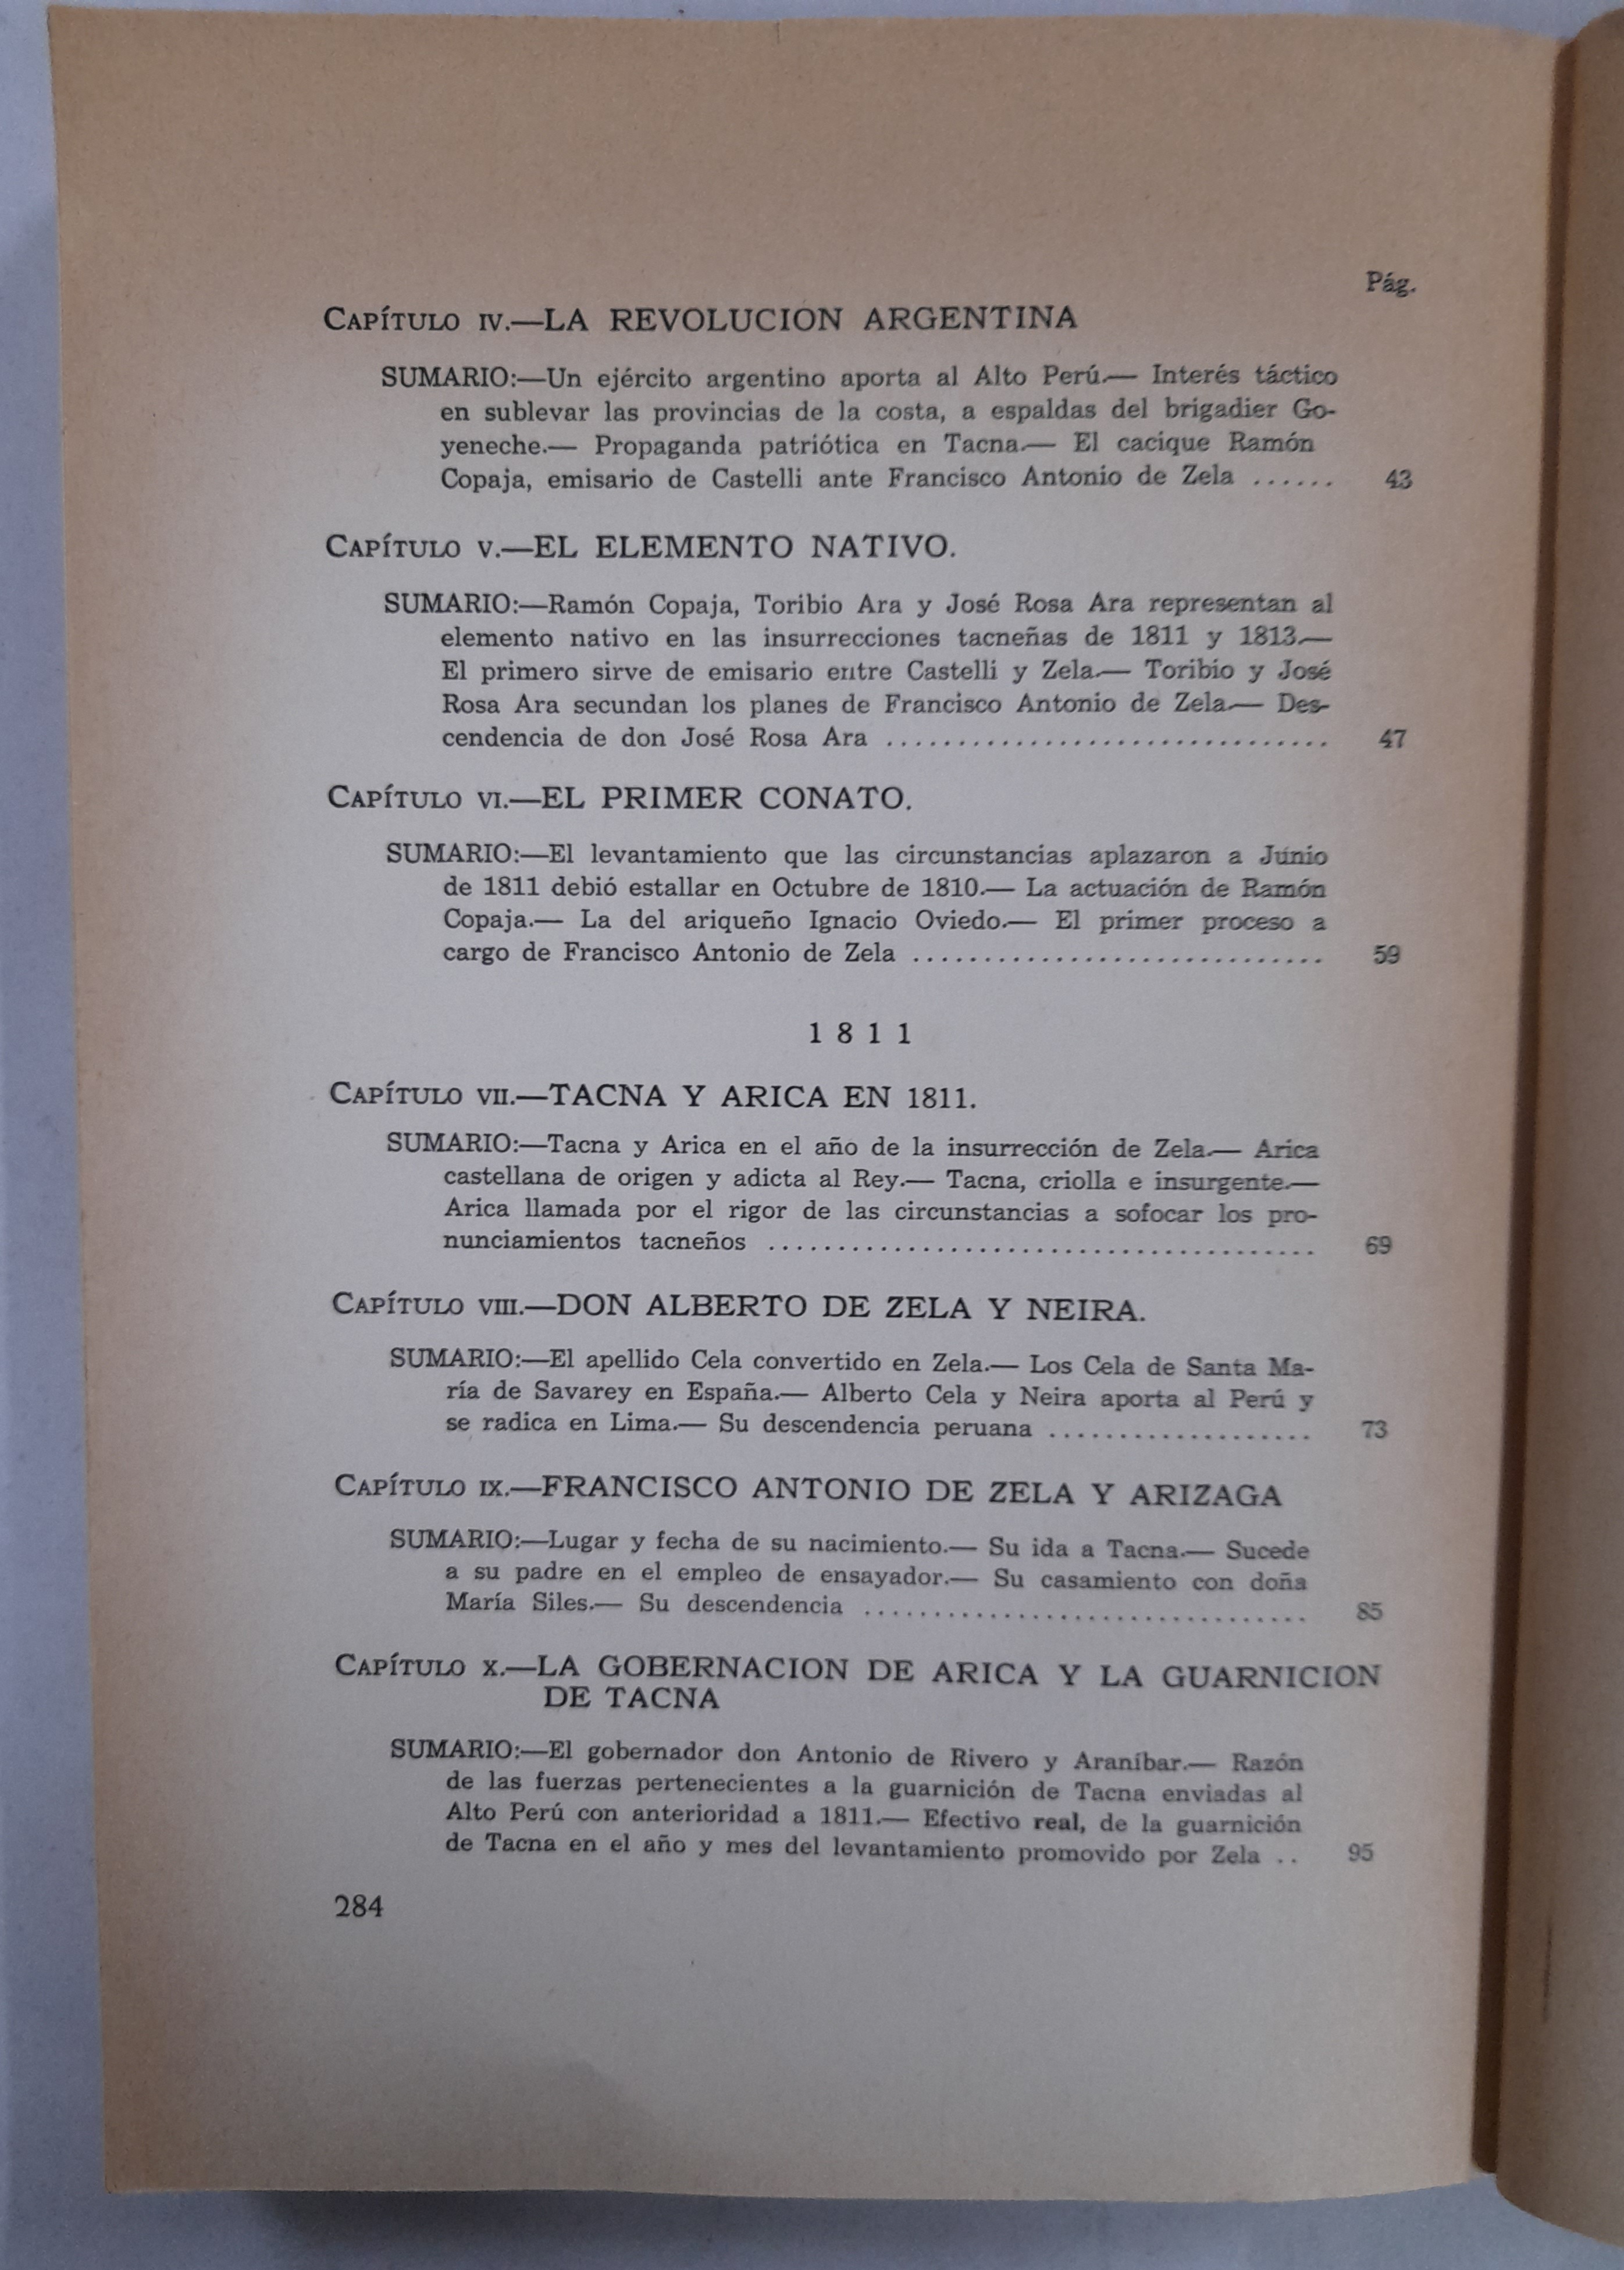 Pág.
CAPÍTULO IV.—LA REVOLUCION ARGENTINA
SUMARIO:—Un ejército argentino aporta al Alto Perú.— Interés táctico
en sublevar las provincias de la costa, a espaldas del brigadier Go-
yeneche.— Propaganda patriótica en Tacna.— El cacique Ramón
Copaja, emisario de Castelli ante Francisco Antonio de Zela ...... 43
CAPÍTULO V.—EL ELEMENTO NATIVO.
SUMARIO:—Ramón Copaja, Toribio Ara y José Rosa Ara representan al
elemento nativo en las insurrecciones tacneñas de 1811 y 1813.—
El primero sirve de emisario entre Castelli y Zela.— Toribio y José
Rosa Ara secundan los planes de Francisco Antonio de Zela.— Des-
cendencia de don José Rosa Ara ............................... 47
CAPÍTULO VI.—EL PRIMER CONATO.
SUMARIO:—El levantamiento que las circunstancias aplazaron a Junio
de 1811 debió estallar en Octubre de 1810.— La actuación de Ramón
Copaja.— La del ariqueño Ignacio Oviedo.— El primer proceso a
cargo de Francisco Antonio de Zela ............................. 59
1 8 1 1
CAPÍTULO VII.—TACNA Y ARICA EN 1811.
SUMARIO:—Tacna y Arica en el año de la insurrección de Zela.— Arica
castellana de origen y adicta al Rey.— Tacna, criolla e insurgente.—
Arica llamada por el rigor de las circunstancias a sofocar los pro-
nunciamientos tacneños ....................................... 69
CAPÍTULO VIII.—DON ALBERTO DE ZELA Y NEIRA.
SUMARIO:—El apellido Cela convertido en Zela.— Los Cela de Santa Ma-
ría de Savarey en España.— Alberto Cela y Neira aporta al Perú y
se radica en Lima.— Su descendencia peruana ................... 73
CAPÍTULO IX.—FRANCISCO ANTONIO DE ZELA Y ARIZAGA
SUMARIO:—Lugar y fecha de su nacimiento.— Su ida a Tacna.— Sucede
a su padre en el empleo de ensayador.— Su casamiento con doña
María Siles.— Su descendencia ................................ 85
CAPÍTULO X.—LA GOBERNACION DE ARICA Y LA GUARNICION
DE TACNA
SUMARIO:—El gobernador don Antonio de Rivero y Araníbar.— Razón
de las fuerzas pertenecientes a la guarnición de Tacna enviadas al
Alto Perú con anterioridad a 1811.— Efectivo real, de la guarnición
de Tacna en el año y mes del levantamiento promovido por Zela .. 95
284